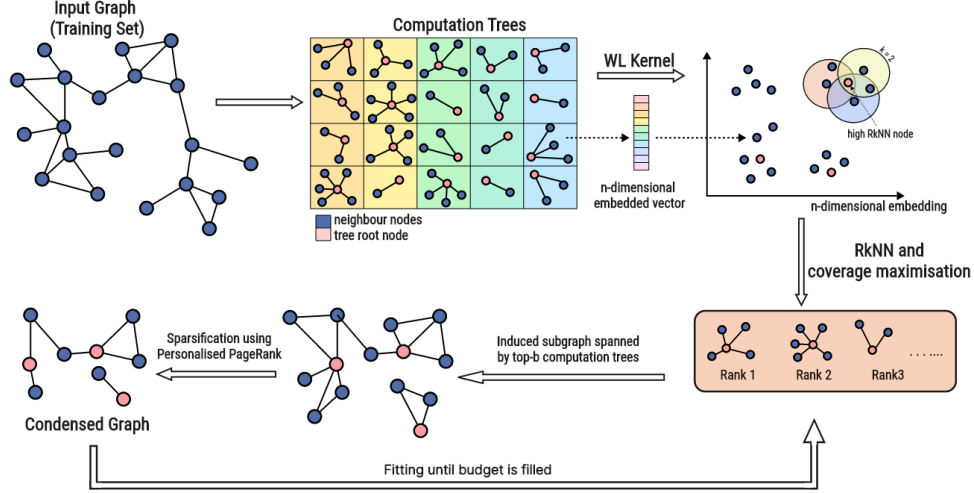 Input Graph
(Training Set)
Computation Trees
WL Kernel
k=2
high RkNN node
n-dimensional
embedded vector
n-dimensional embedding
neighbour nodes
tree root node
RkNN and
coverage maximisation
Sparsification using
Personalised PageRank
Induced subgraph spanned
by top-b computation trees
Rank 1
Rank 2
Rank3
. . . ....
Condensed Graph
Fitting until budget is filled